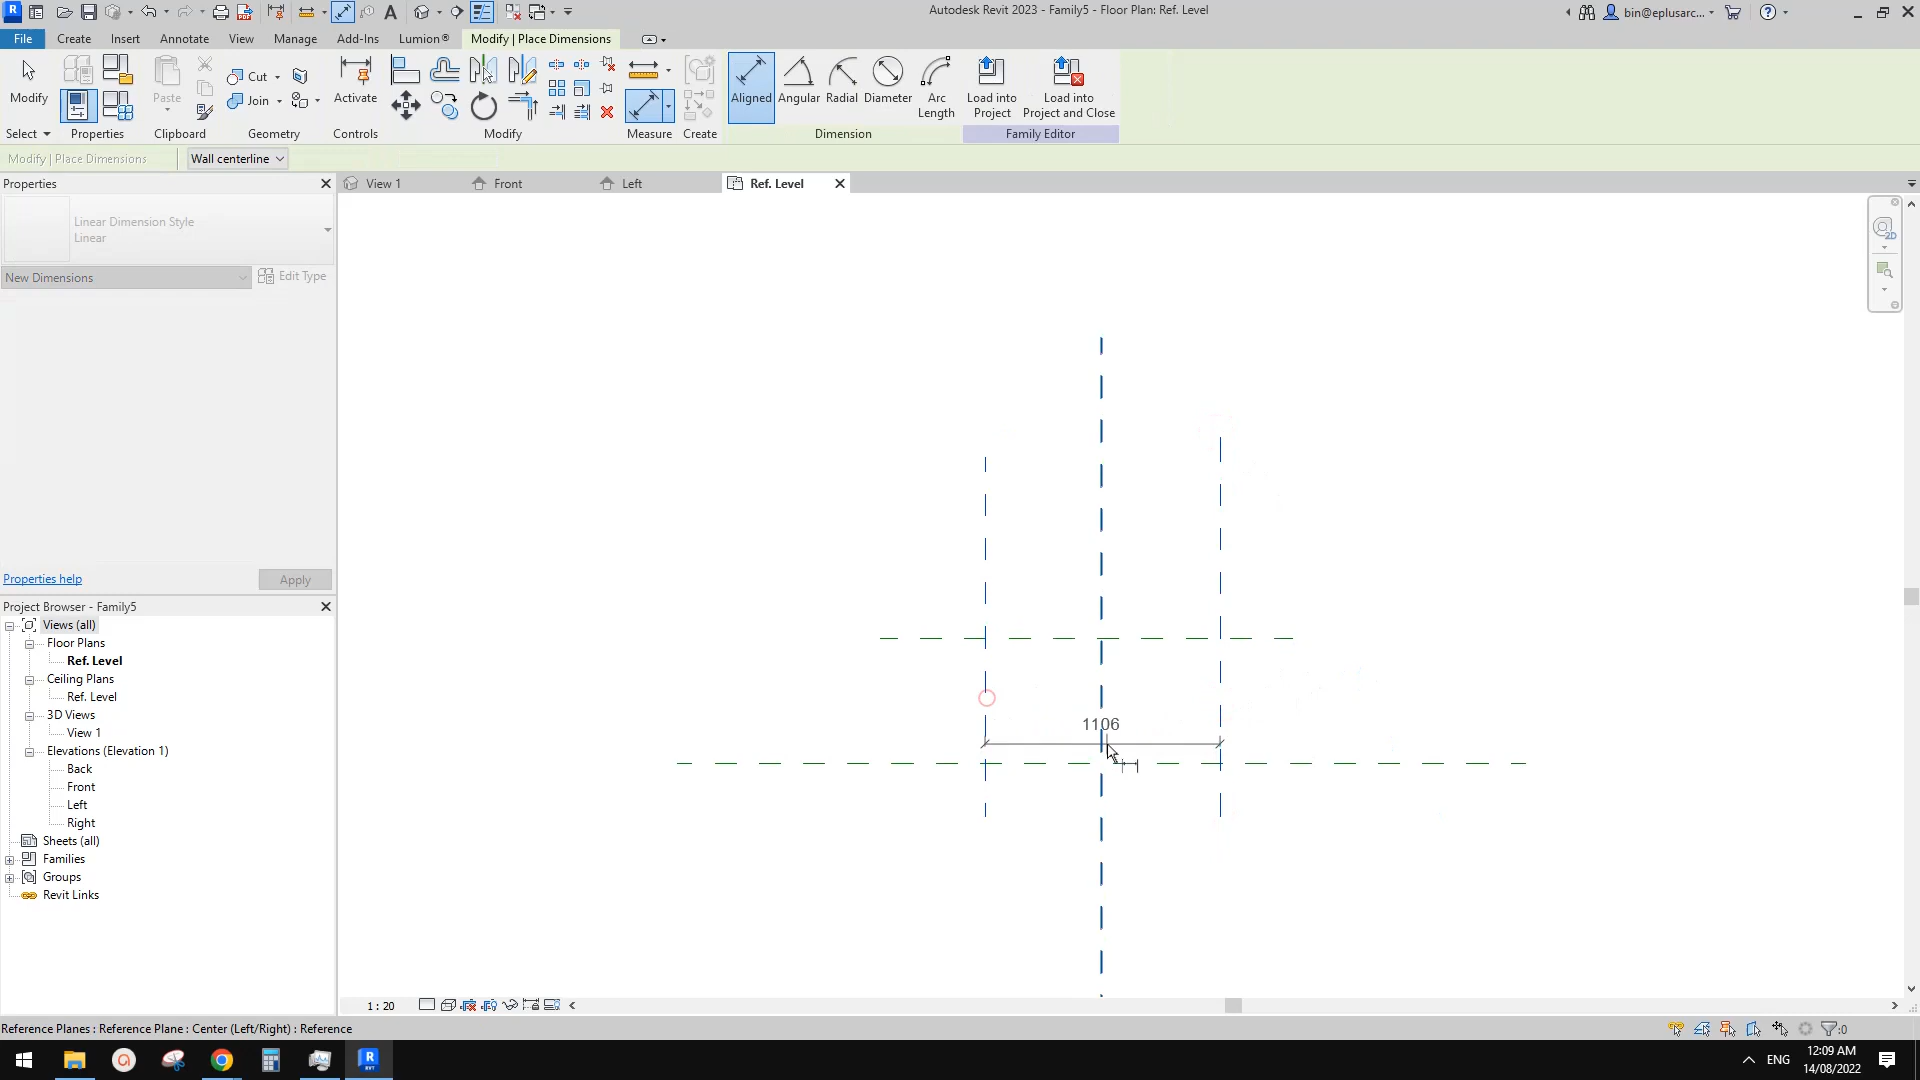 Autodesk Revit 2023 - Family5 - Floor Plan: Ref. Level
bin@eplusarc...
File Create Insert Annotate View Manage Add-Ins Lumion® Modify | Place Dimensions
Modify
Paste
Cut
Join
Activate
Aligned Angular Radial Diameter Arc Length
Load into Project
Load into Project and Close
Select Properties Clipboard Geometry Controls Modify Measure Create Dimension Family Editor
Modify | Place Dimensions Wall centerline
Properties
View 1 Front Left Ref. Level
Linear Dimension Style
Linear
New Dimensions Edit Type
2D
1106
Properties help Apply
Project Browser - Family5
Views (all)
Floor Plans
Ref. Level
Ceiling Plans
Ref. Level
3D Views
View 1
Elevations (Elevation 1)
Back
Front
Left
Right
Sheets (all)
Families
Groups
Revit Links
1 : 20
Reference Planes : Reference Plane : Center (Left/Right) : Reference
:0
ENG
12:09 AM
14/08/2022